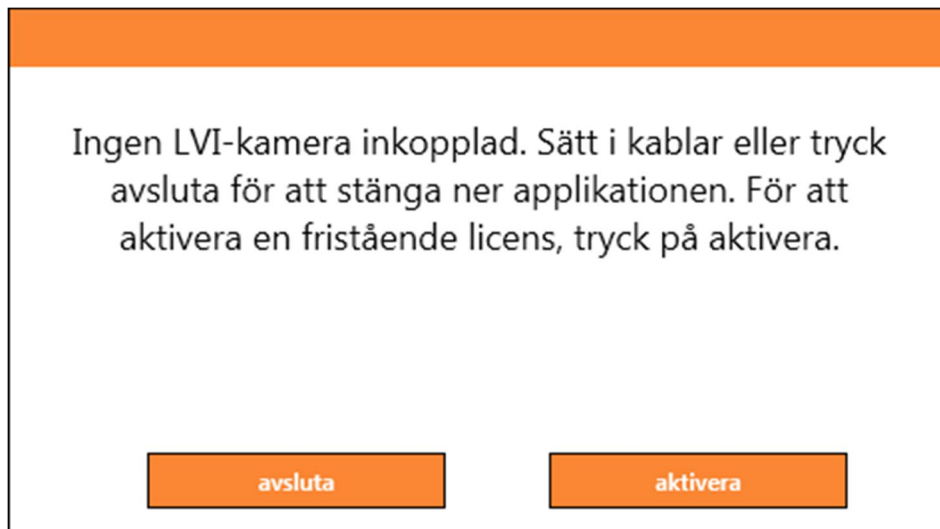 Ingen LVI-kamera inkopplad. Sätt i kablar eller tryck
avsluta för att stänga ner applikationen. För att
aktivera en fristående licens, tryck på aktivera.
avsluta
aktivera